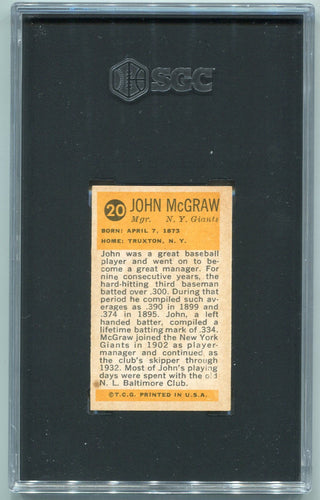 SGC
20 JOHN McGRAW
Mgr. N. Y. Giants
BORN: APRIL 7, 1873
HOME: TRUXTON, N. Y.
John was a great baseball
player and went on to be-
come a great manager. For
nine consecutive years, the
hard-hitting third baseman
batted over .300. During that
period he compiled such av-
erages as .390 in 1899 and
.374 in 1895. John, a left
handed batter, compiled a
lifetime batting mark of .334.
McGraw joined the New York
Giants in 1902 as player-
manager and continued as
the club's skipper through
1932. Most of John's playing
days were spent with the old
N. L. Baltimore Club.
©T.C.G. PRINTED IN U.S.A.